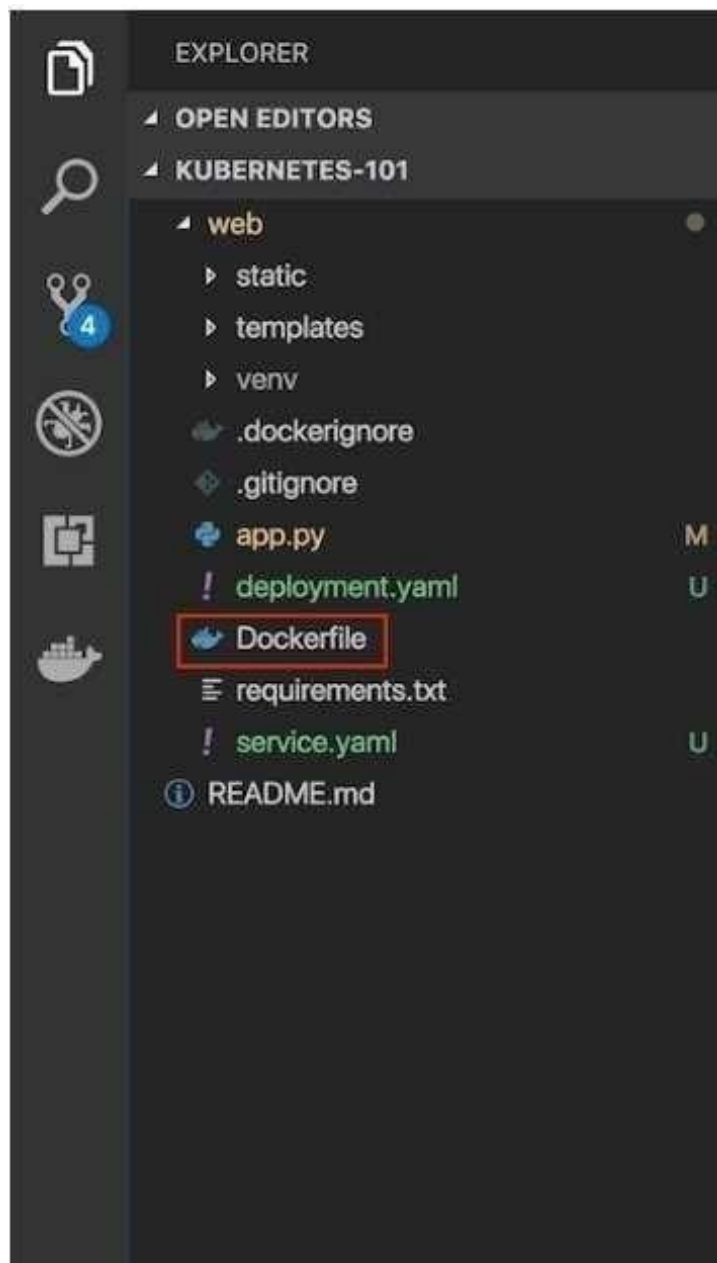 EXPLORER
OPEN EDITORS
KUBERNETES-101
web
static
templates
4
venv
.dockerignore
.gitignore
app.py M
deployment.yaml U
Dockerfile
requirements.txt
service.yaml U
README.md